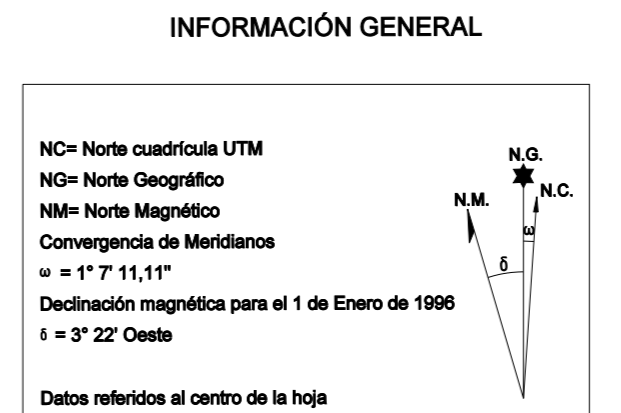 INFORMACIÓN GENERAL
NC= Norte cuadrícula UTM
NG= Norte Geográfico
NM= Norte Magnético
Convergencia de Meridianos
ω = 1° 7' 11,11"
Declinación magnética para el 1 de Enero de 1996
δ = 3° 22' Oeste
Datos referidos al centro de la hoja
N.G.
N.M.
N.C.
ω
δ